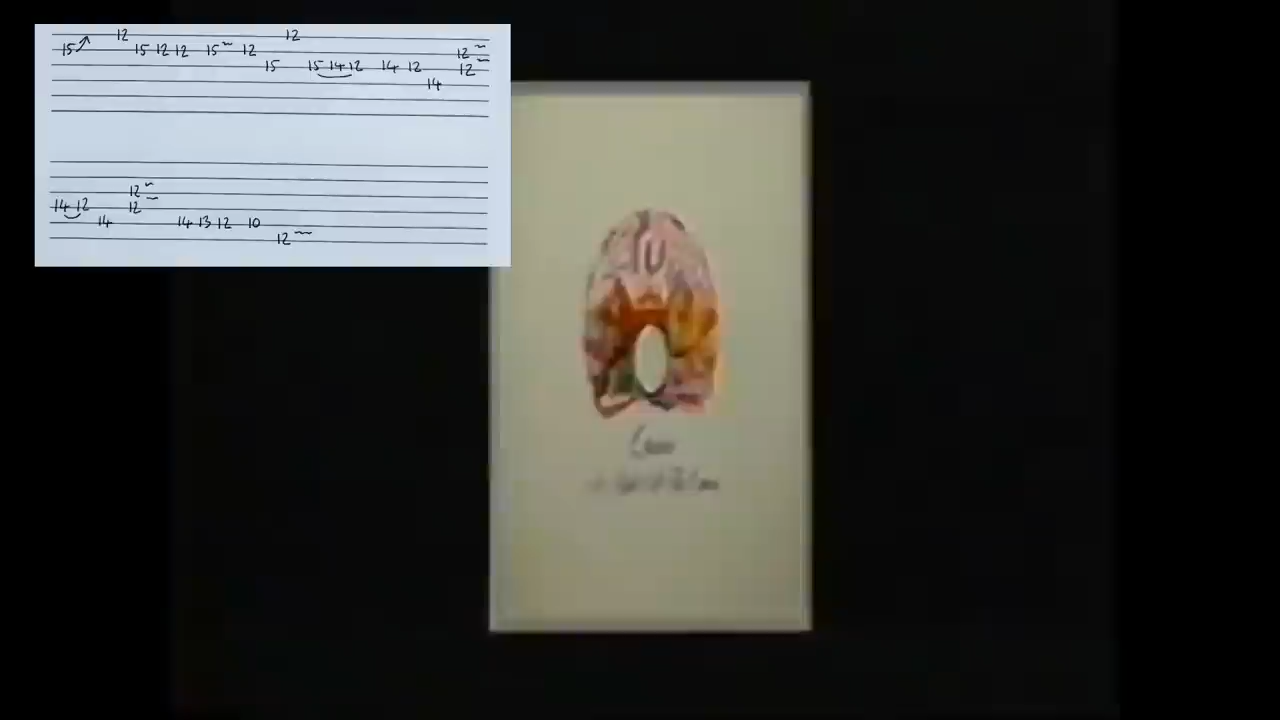 12 12
15 15 12 12 15 ~ 12 12 ~
15 15 14 12 14 12 12 ~
14
12 ~
14 12 12 ~
14 14 13 12 10
12 ~